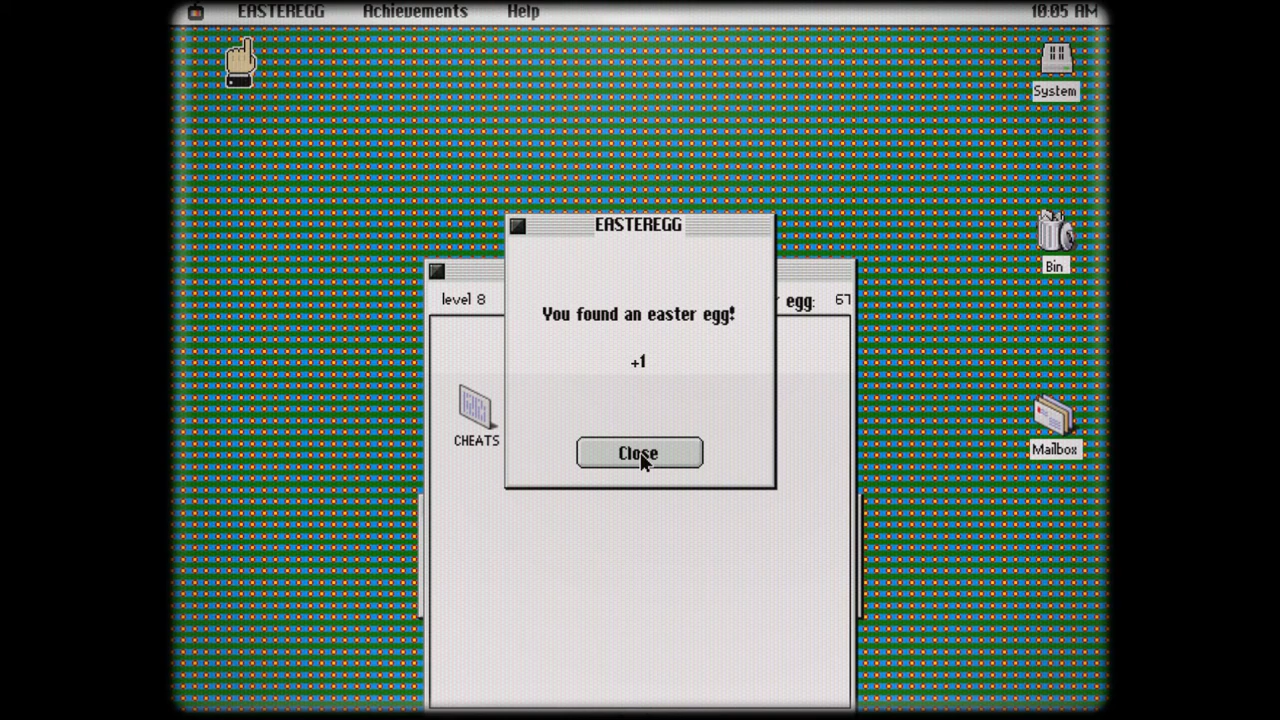 EASTEREGG Achievements Help 10:05 AM
System
EASTEREGG
Bin
level 8 egg: 67
You found an easter egg!
+1
CHEATS
Close
Mailbox